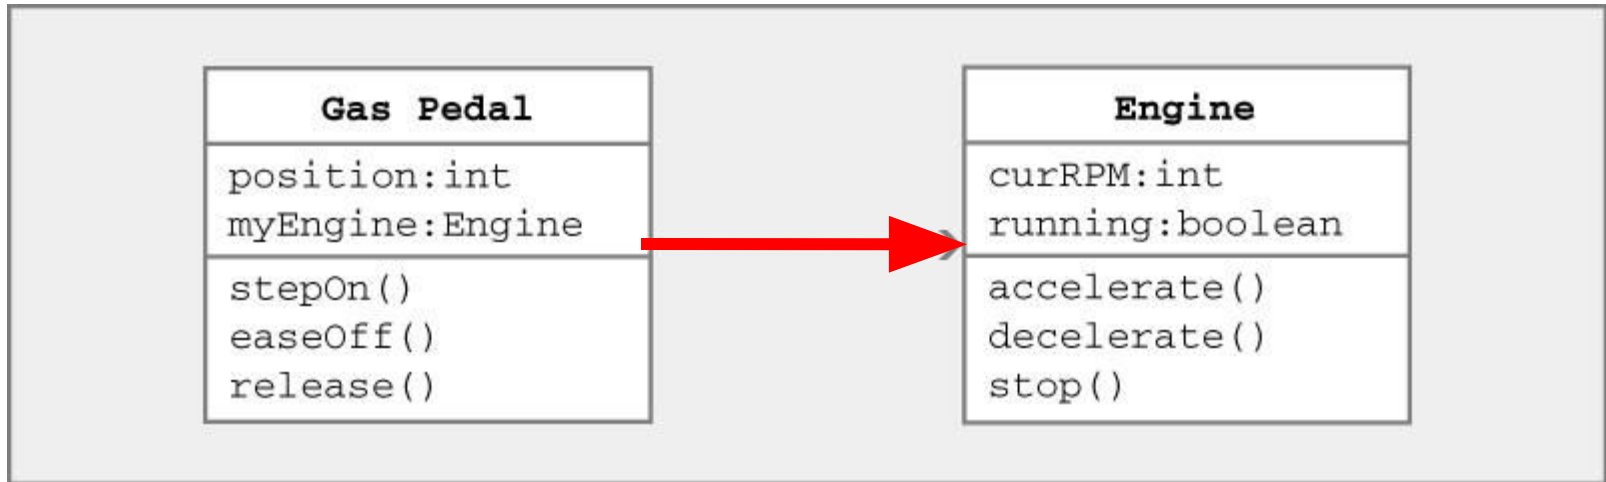 Gas Pedal
position:int
myEngine:Engine
stepOn()
easeOff()
release()
Engine
curRPM:int
running:boolean
accelerate()
decelerate()
stop()